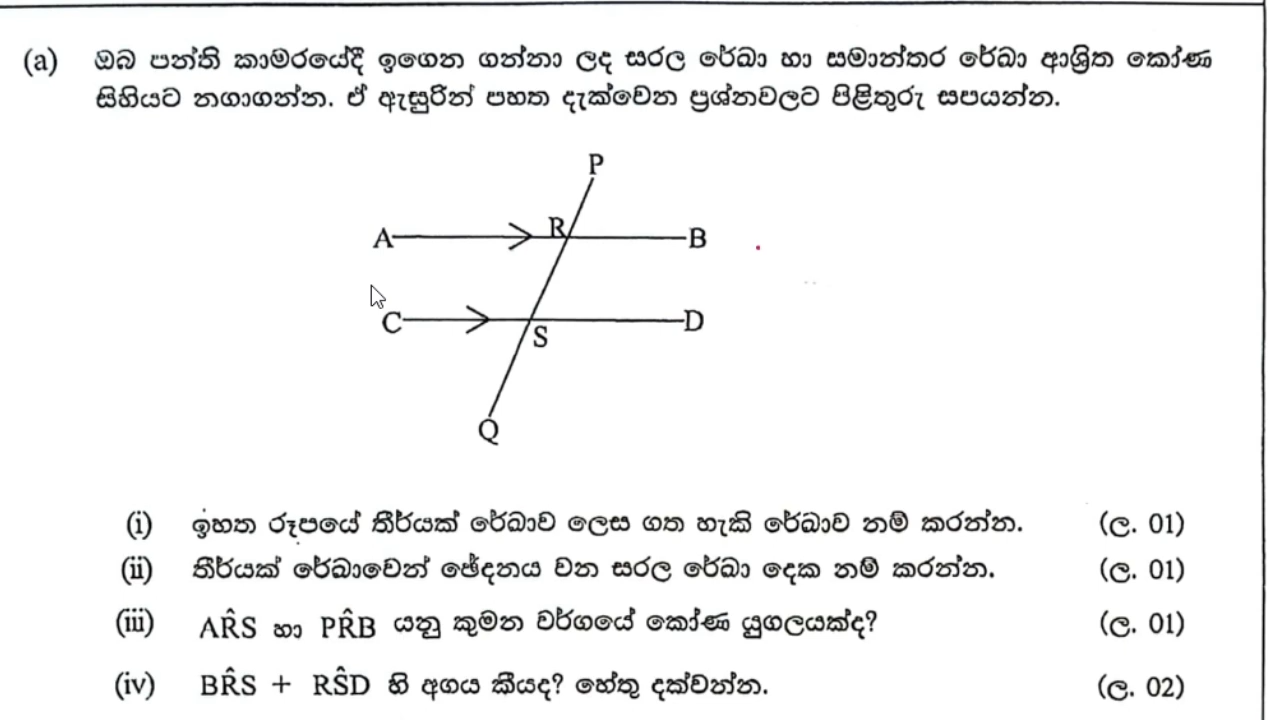 (a) ඔබ පන්ති කාමරයේදී ඉගෙන ගන්නා ලද සරල රේඛා හා සමාන්තර රේඛා ආශ්‍රිත කෝණ
සිහියට නගාගන්න. ඒ ඇසුරින් පහත දැක්වෙන ප්‍රශ්නවලට පිළිතුරු සපයන්න.
P
A R B
C S D
Q
(i) ඉහත රූපයේ තීර්යක් රේඛාව ලෙස ගත හැකි රේඛාව නම් කරන්න. (ල. 01)
(ii) තීර්යක් රේඛාවෙන් ඡේදනය වන සරල රේඛා දෙක නම් කරන්න. (ල. 01)
(iii) AR̂S හා PR̂B යනු කුමන වර්ගයේ කෝණ යුගලයක්ද? (ල. 01)
(iv) BR̂S + RŜD හි අගය කීයද? හේතු දක්වන්න. (ල. 02)